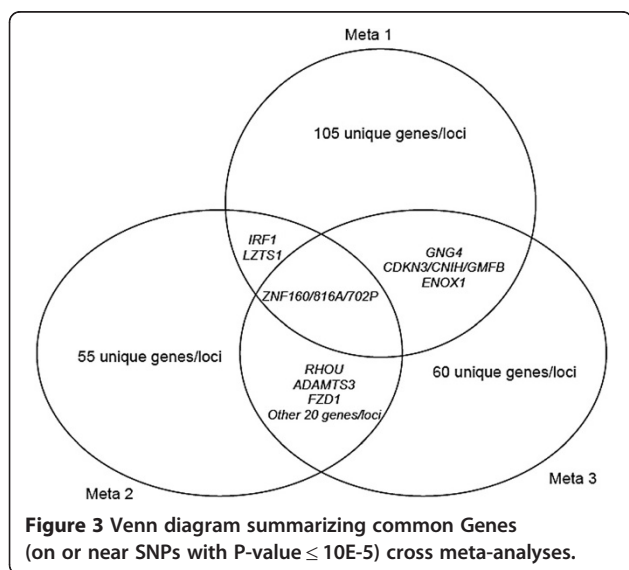 Meta 1
105 unique genes/loci
IRF1
LZTS1
GNG4
CDKN3/CNIH/GMFB
ENOX1
ZNF160/816A/702P
55 unique genes/loci
RHOU
ADAMTS3
FZD1
Other 20 genes/loci
60 unique genes/loci
Meta 2
Meta 3
Figure 3 Venn diagram summarizing common Genes
(on or near SNPs with P-value ≤ 10E-5) cross meta-analyses.